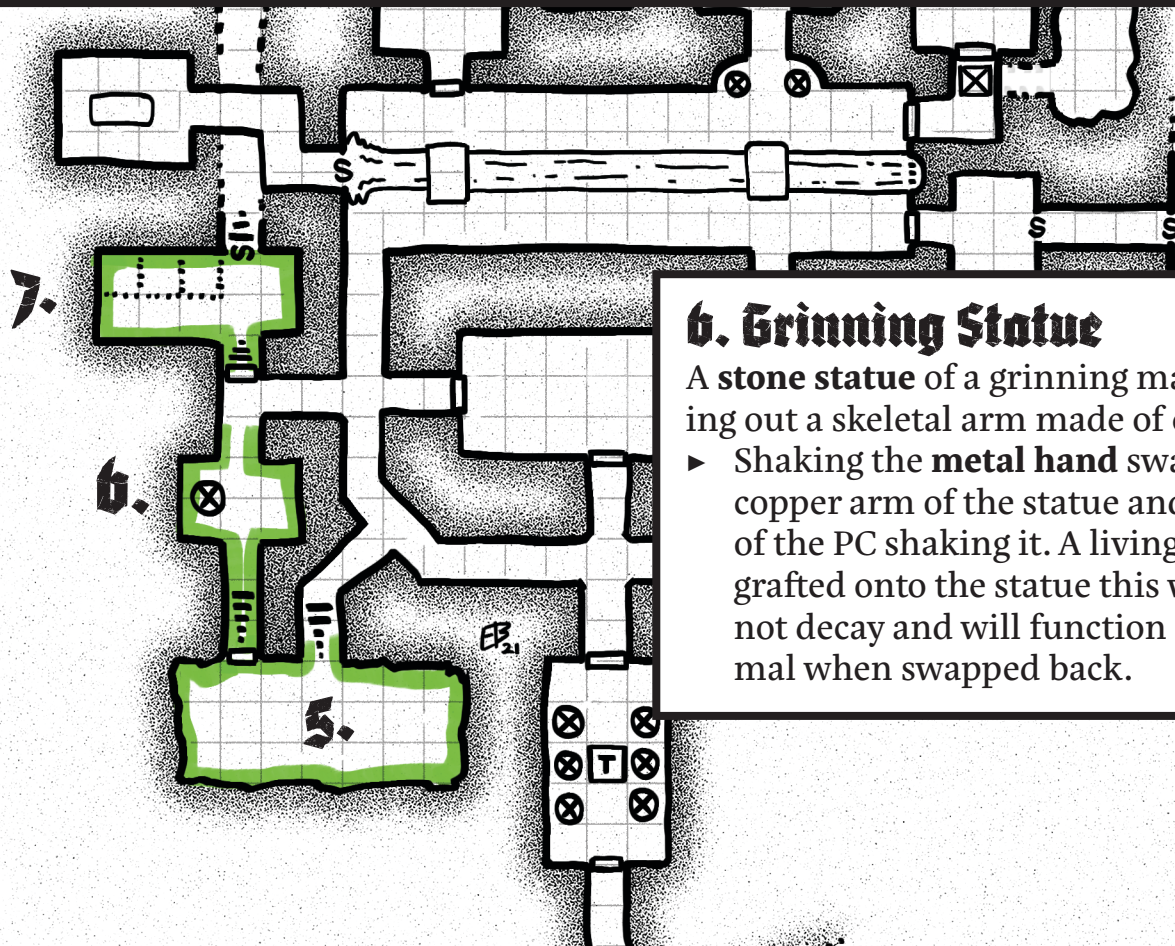 S
S
S
S
7.
6. Grinning Statue
A stone statue of a grinning ma
ing out a skeletal arm made of
► Shaking the metal hand swa
copper arm of the statue and
of the PC shaking it. A living
grafted onto the statue this w
not decay and will function
mal when swapped back.
6.
5.
T
21